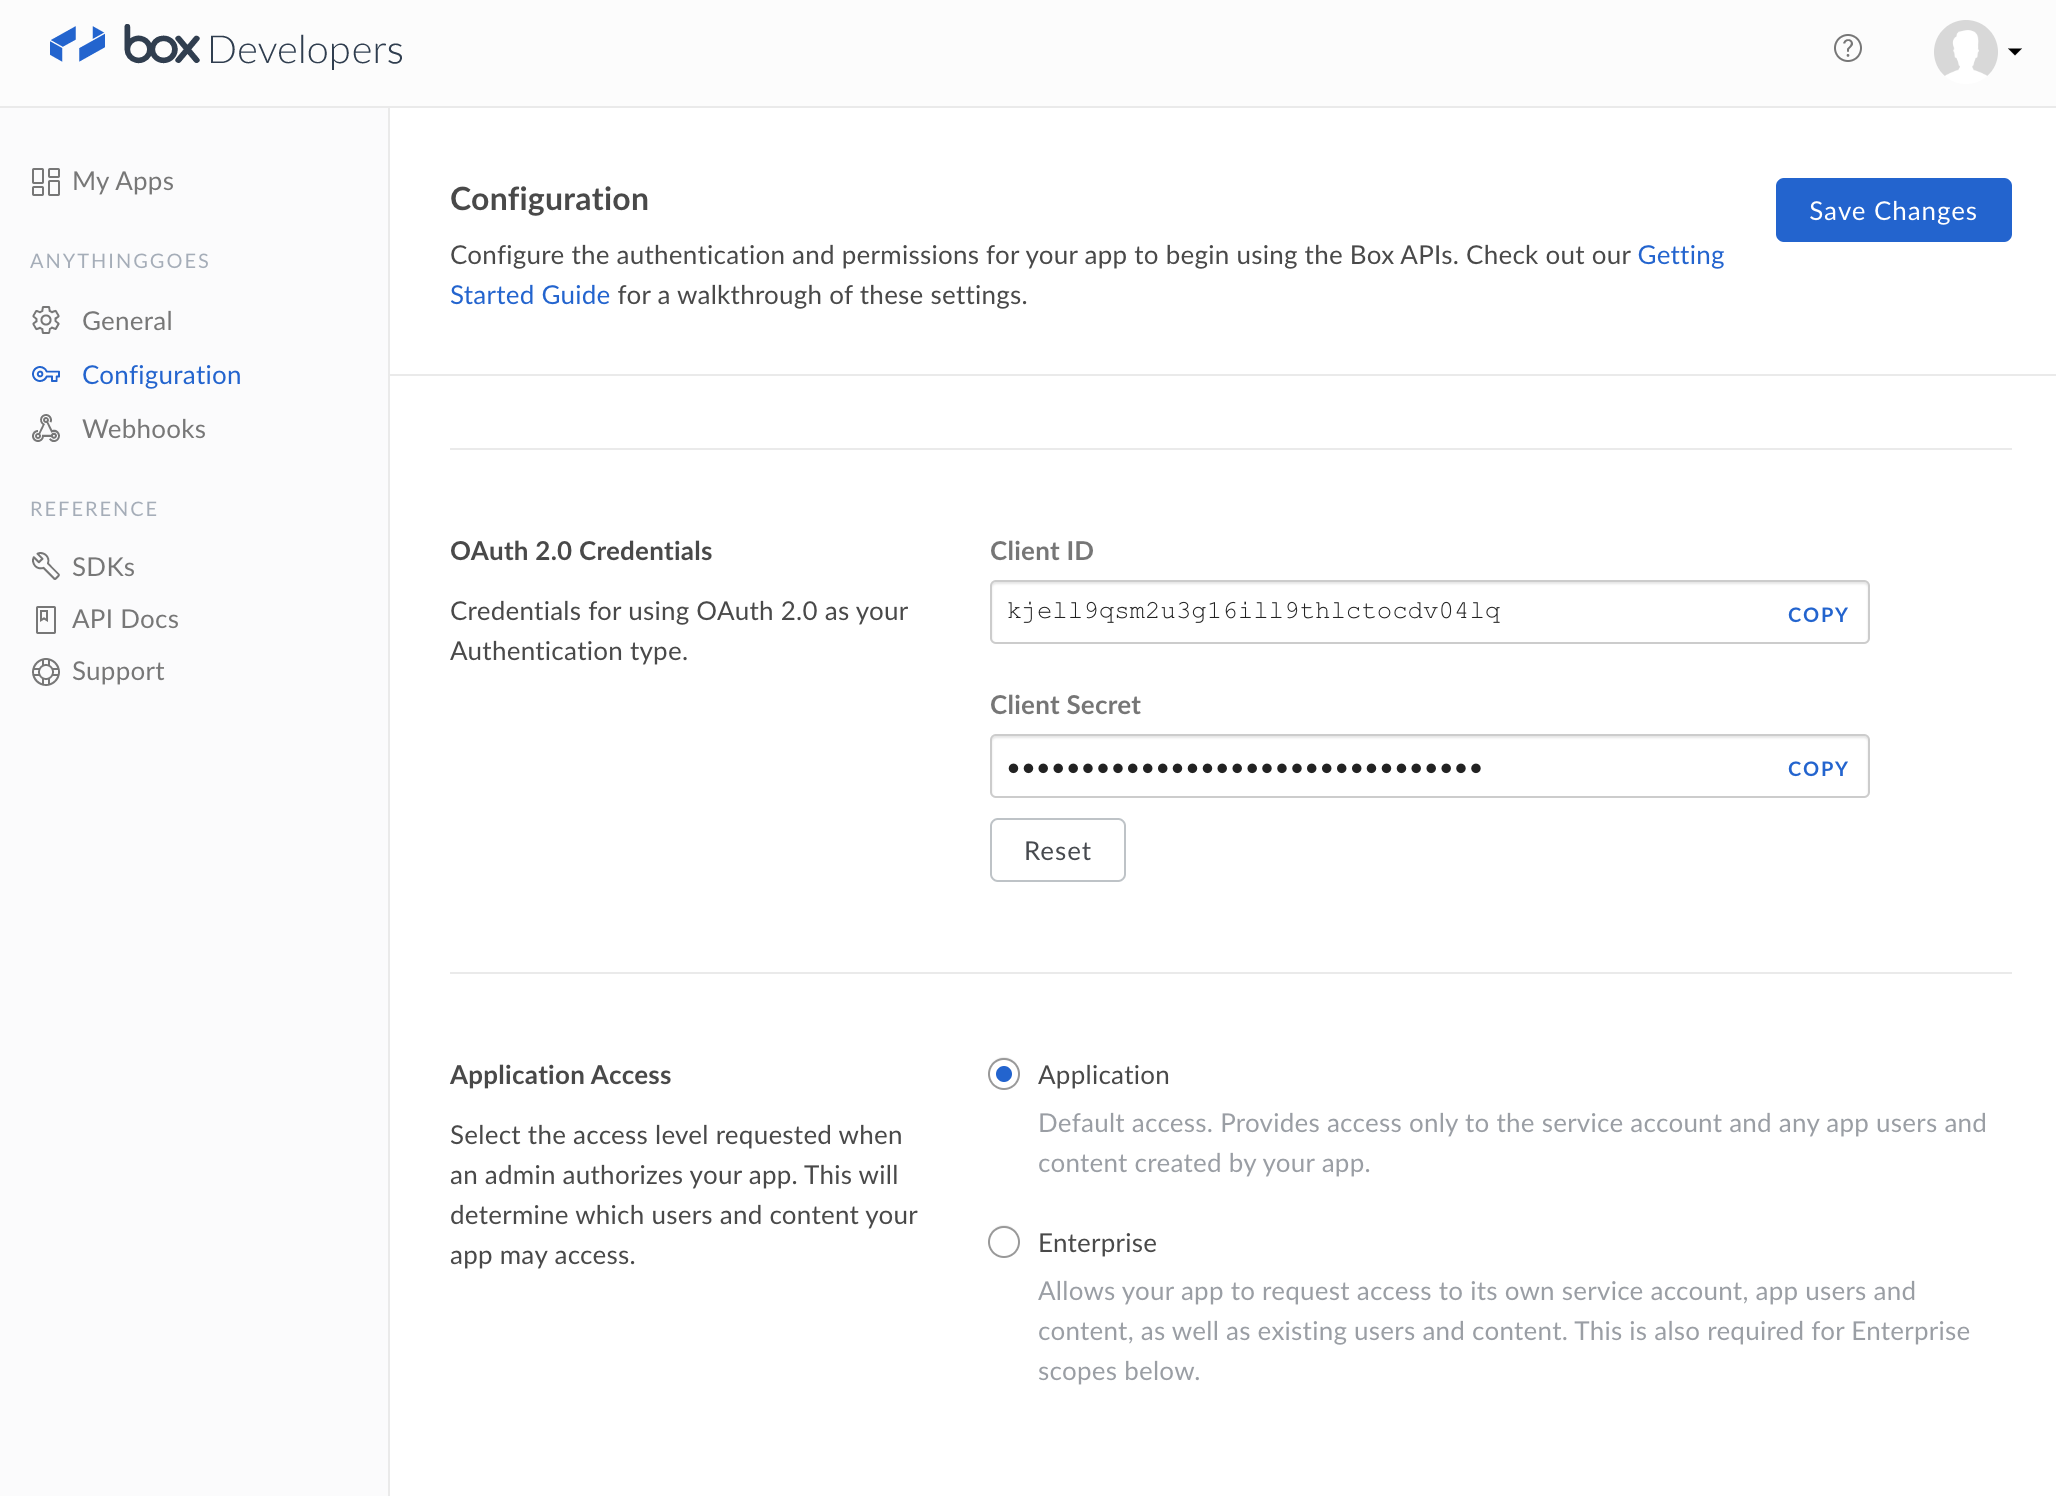 box Developers
My Apps
ANYTHINGGOES
General
Configuration
Webhooks
REFERENCE
SDKs
API Docs
Support
Configuration
Save Changes
Configure the authentication and permissions for your app to begin using the Box APIs. Check out our Getting
Started Guide for a walkthrough of these settings.
OAuth 2.0 Credentials
Credentials for using OAuth 2.0 as your
Authentication type.
Client ID
kjell9qsm2u3g16ill9thlctocdv04lq
COPY
Client Secret
••••••••••••••••••••••••••••••••
COPY
Reset
Application Access
Select the access level requested when
an admin authorizes your app. This will
determine which users and content your
app may access.
Application
Default access. Provides access only to the service account and any app users and
content created by your app.
Enterprise
Allows your app to request access to its own service account, app users and
content, as well as existing users and content. This is also required for Enterprise
scopes below.